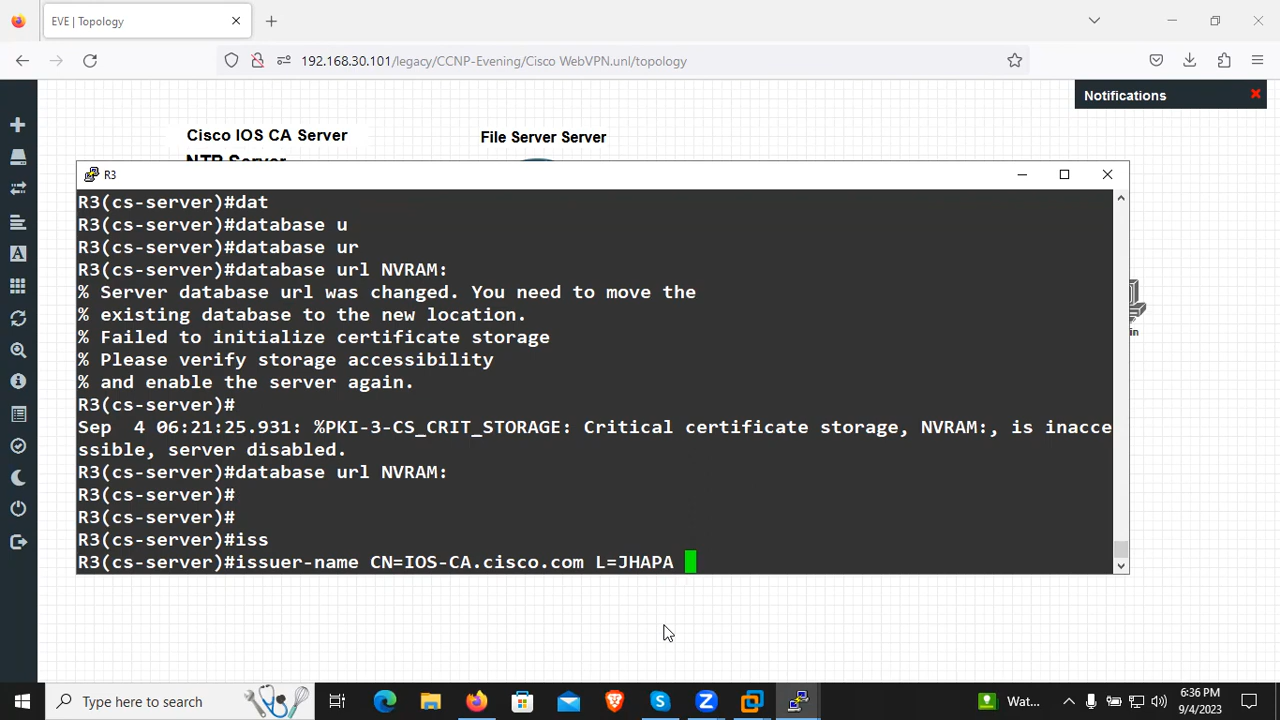 EVE | Topology
192.168.30.101/legacy/CCNP-Evening/Cisco WebVPN.unl/topology
Notifications
Cisco IOS CA Server
File Server Server
NTP Server
R3
R3(cs-server)#dat
R3(cs-server)#database u
R3(cs-server)#database ur
R3(cs-server)#database url NVRAM:
% Server database url was changed. You need to move the
% existing database to the new location.
% Failed to initialize certificate storage
% Please verify storage accessibility
% and enable the server again.
R3(cs-server)#
Sep  4 06:21:25.931: %PKI-3-CS_CRIT_STORAGE: Critical certificate storage, NVRAM:, is inacce
ssible, server disabled.
R3(cs-server)#database url NVRAM:
R3(cs-server)#
R3(cs-server)#
R3(cs-server)#iss
R3(cs-server)#issuer-name CN=IOS-CA.cisco.com L=JHAPA
in
Type here to search
Wat...
6:36 PM
9/4/2023